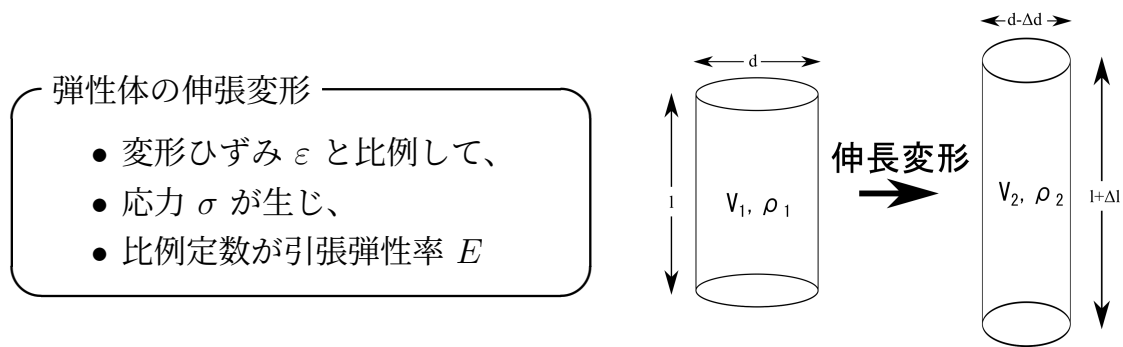 弾性体の伸張変形
• 変形ひずみ ε と比例して、
• 応力 σ が生じ、
• 比例定数が引張弾性率 E
d
l
V₁, ρ₁
伸長変形
d-Δd
V₂, ρ₂
l+Δl